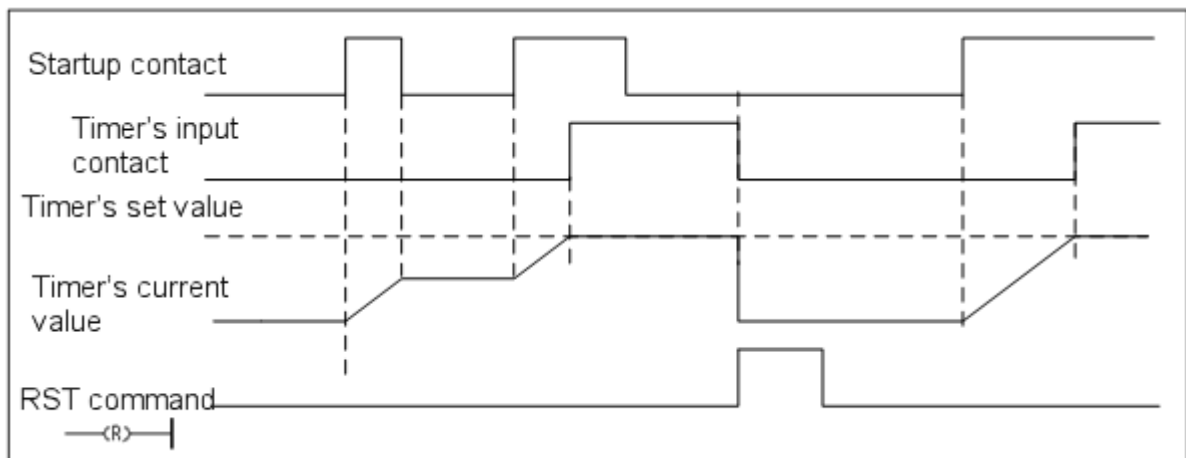 Startup contact
Timer's input
contact
Timer's set value
Timer's current
value
RST command
(R)